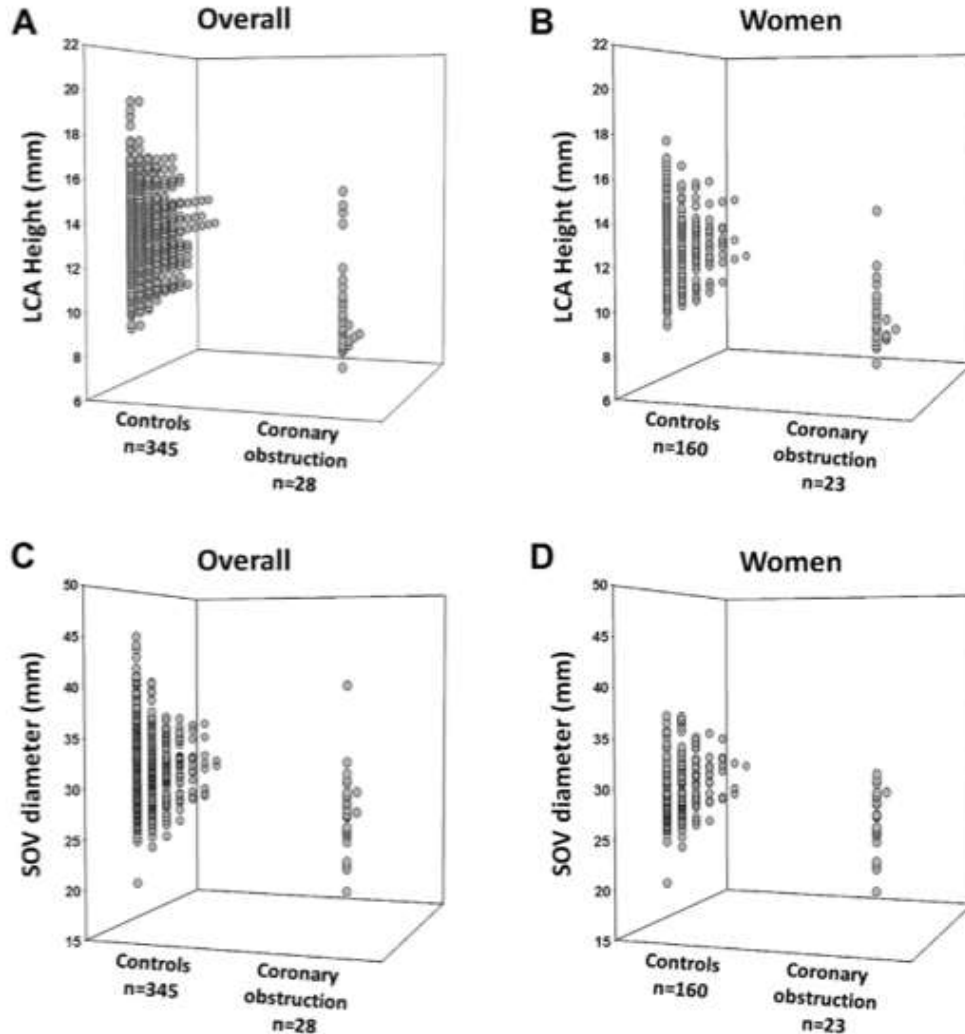 A
Overall
LCA Height (mm)
22
20
18
16
14
12
10
8
6
Controls
n=345
Coronary
obstruction
n=28
B
Women
LCA Height (mm)
22
20
18
16
14
12
10
8
6
Controls
n=160
Coronary
obstruction
n=23
C
Overall
SOV diameter (mm)
50
45
40
35
30
25
20
15
Controls
n=345
Coronary
obstruction
n=28
D
Women
SOV diameter (mm)
50
45
40
35
30
25
20
15
Controls
n=160
Coronary
obstruction
n=23